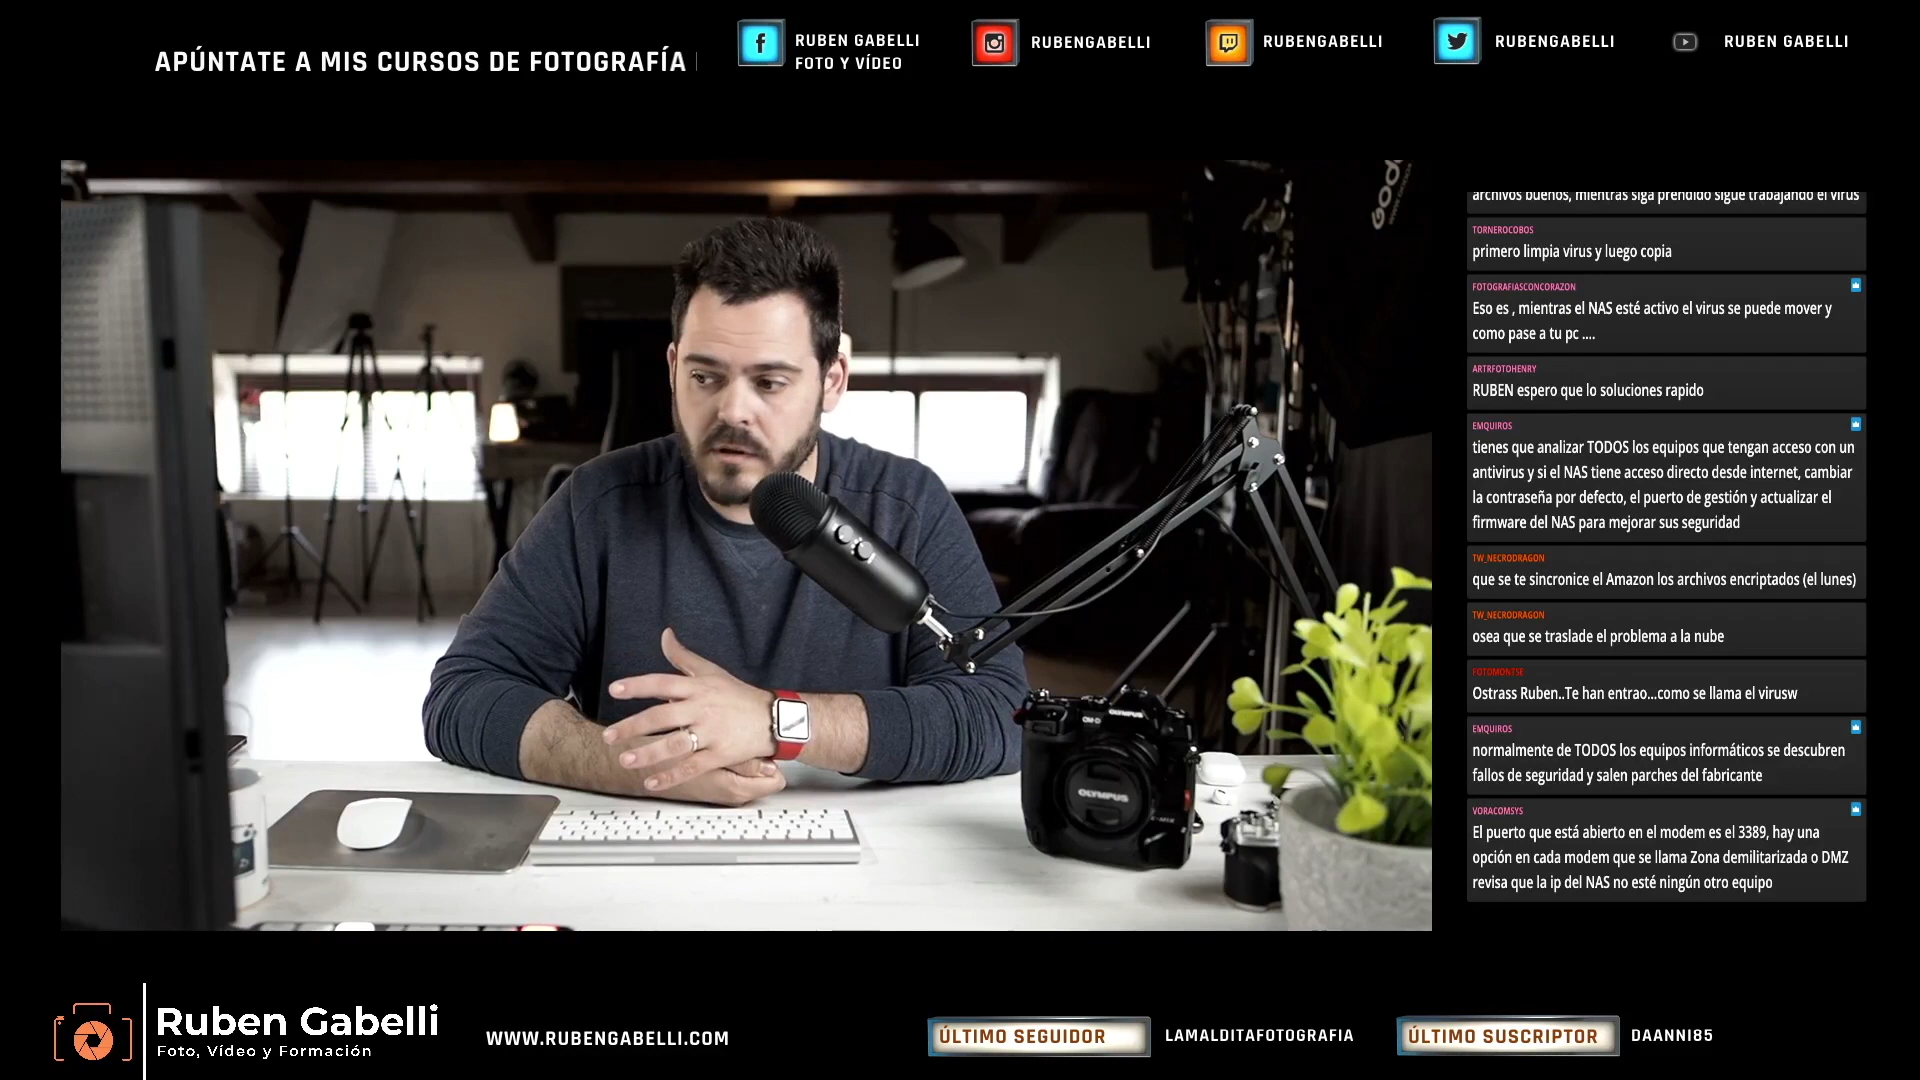 APÚNTATE A MIS CURSOS DE FOTOGRAFÍA
RUBEN GABELLI
FOTO Y VÍDEO
RUBENGABELLI
RUBENGABELLI
RUBENGABELLI
RUBEN GABELLI
archivos buenos, mientras siga prendido sigue trabajando el virus
TORNEROCOBOS
primero limpia virus y luego copia
FOTOGRAFIASCONCORAZON
Eso es , mientras el NAS esté activo el virus se puede mover y
como pase a tu pc ....
ARTRFOTOHENRY
RUBEN espero que lo soluciones rapido
EMQUIROS
tienes que analizar TODOS los equipos que tengan acceso con un
antivirus y si el NAS tiene acceso directo desde internet, cambiar
la contraseña por defecto, el puerto de gestión y actualizar el
firmware del NAS para mejorar sus seguridad
TW_NECRODRAGON
que se te sincronice el Amazon los archivos encriptados (el lunes)
TW_NECRODRAGON
osea que se traslade el problema a la nube
FOTOMONTSE
Ostrass Ruben..Te han entrao...como se llama el virusw
EMQUIROS
normalmente de TODOS los equipos informáticos se descubren
fallos de seguridad y salen parches del fabricante
VORACOMSYS
El puerto que está abierto en el modem es el 3389, hay una
opción en cada modem que se llama Zona demilitarizada o DMZ
revisa que la ip del NAS no esté ningún otro equipo
OLYMPUS
OM-D
OLYMPUS
Ruben Gabelli
Foto, Vídeo y Formación
WWW.RUBENGABELLI.COM
ÚLTIMO SEGUIDOR
LAMALDITAFOTOGRAFIA
ÚLTIMO SUSCRIPTOR
DAANNI85